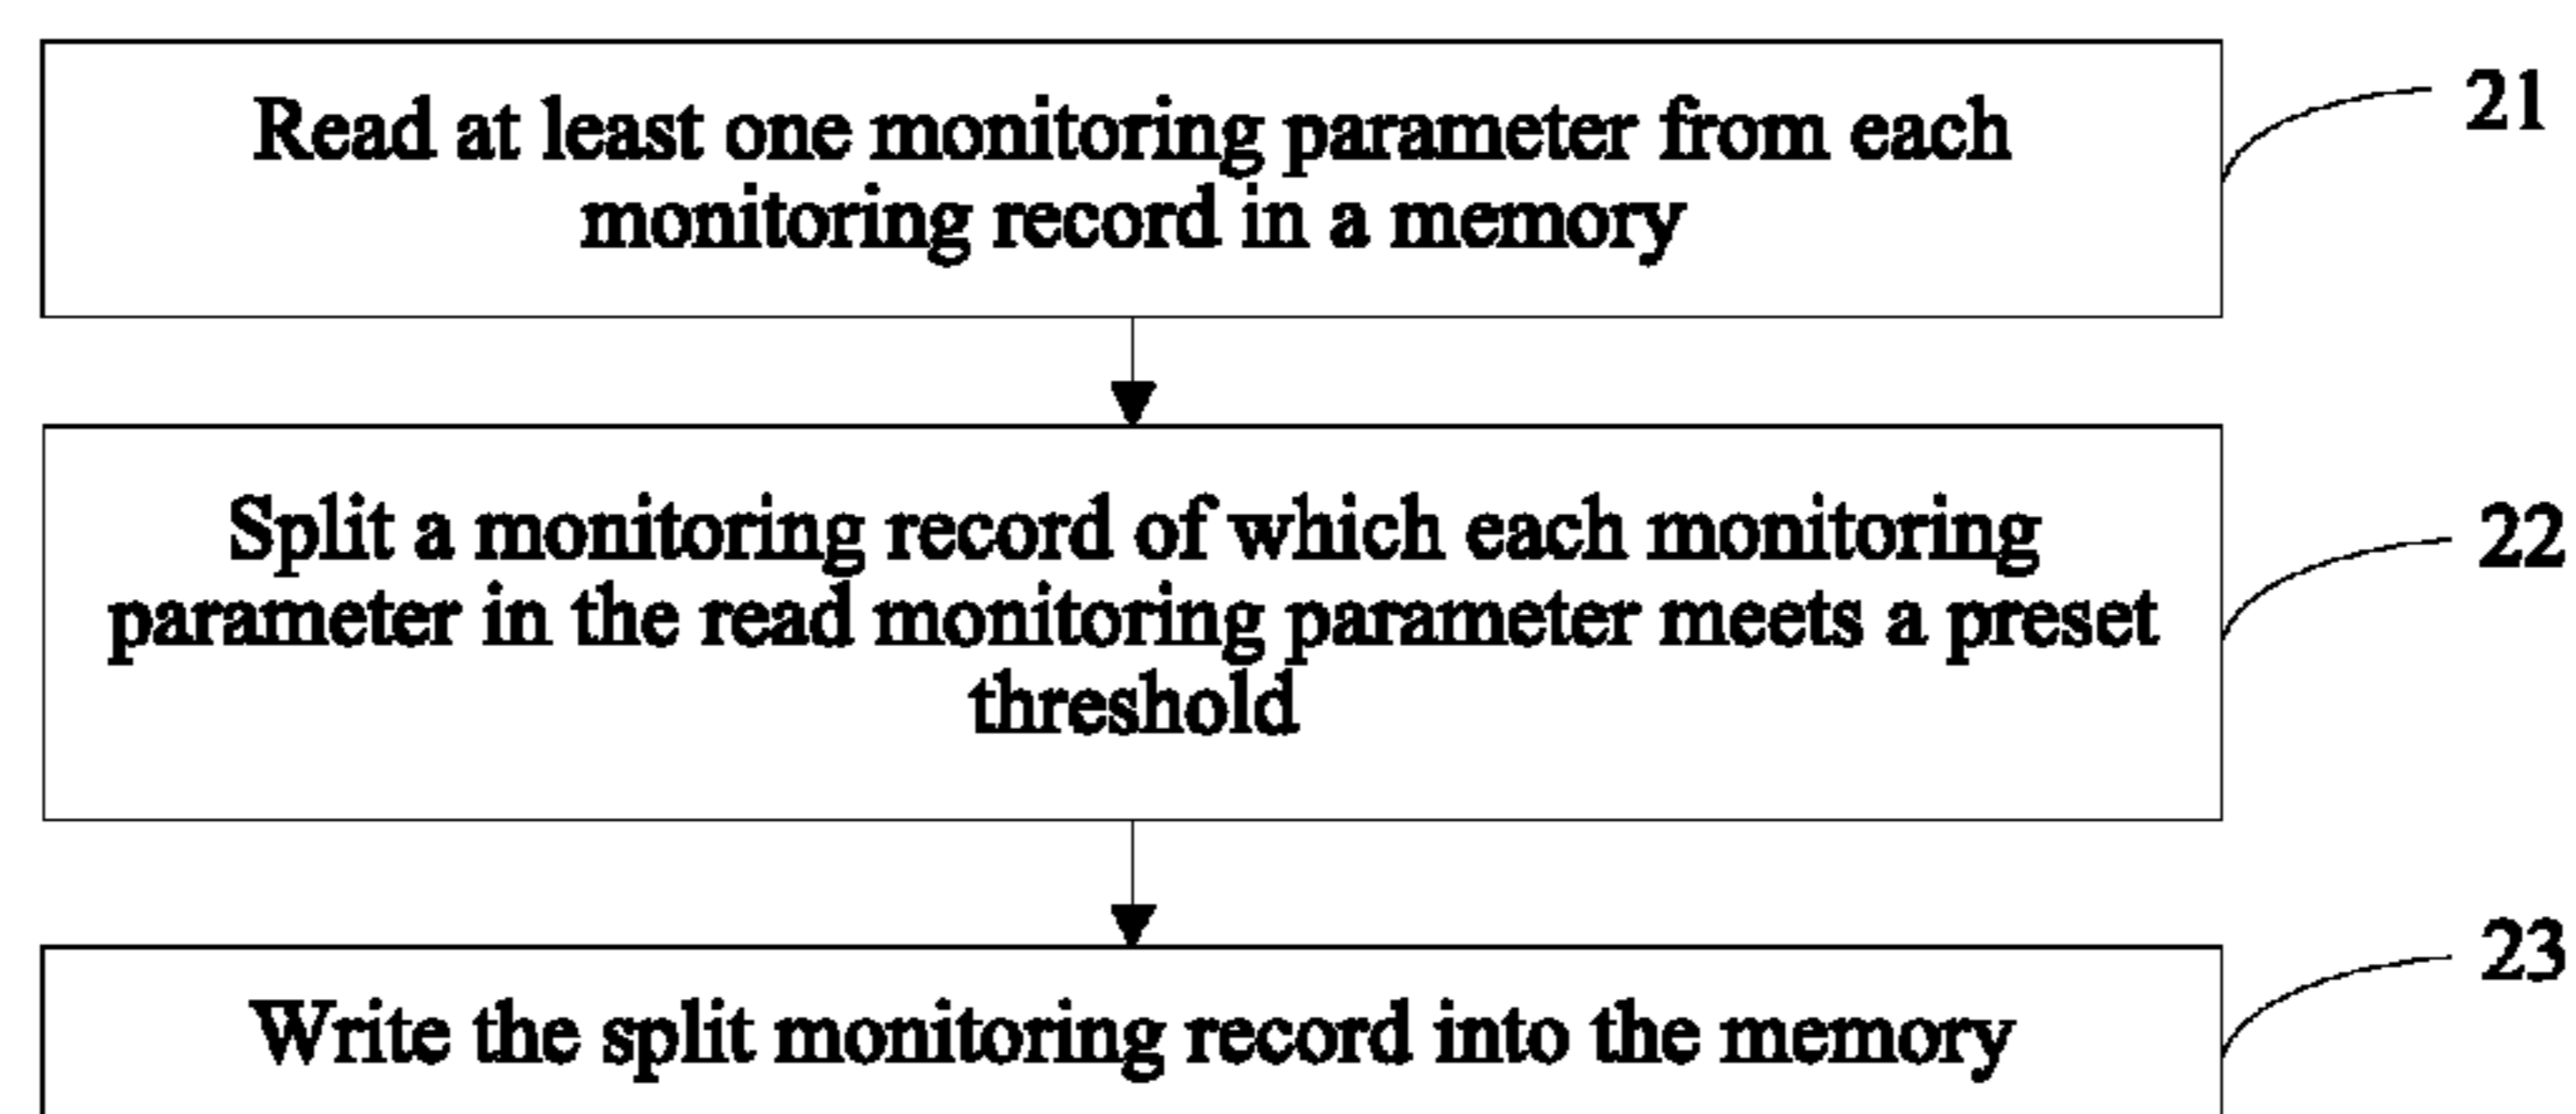 Read at least one monitoring parameter from each
monitoring record in a memory
21
Split a monitoring record of which each monitoring
parameter in the read monitoring parameter meets a preset
threshold
22
Write the split monitoring record into the memory
23